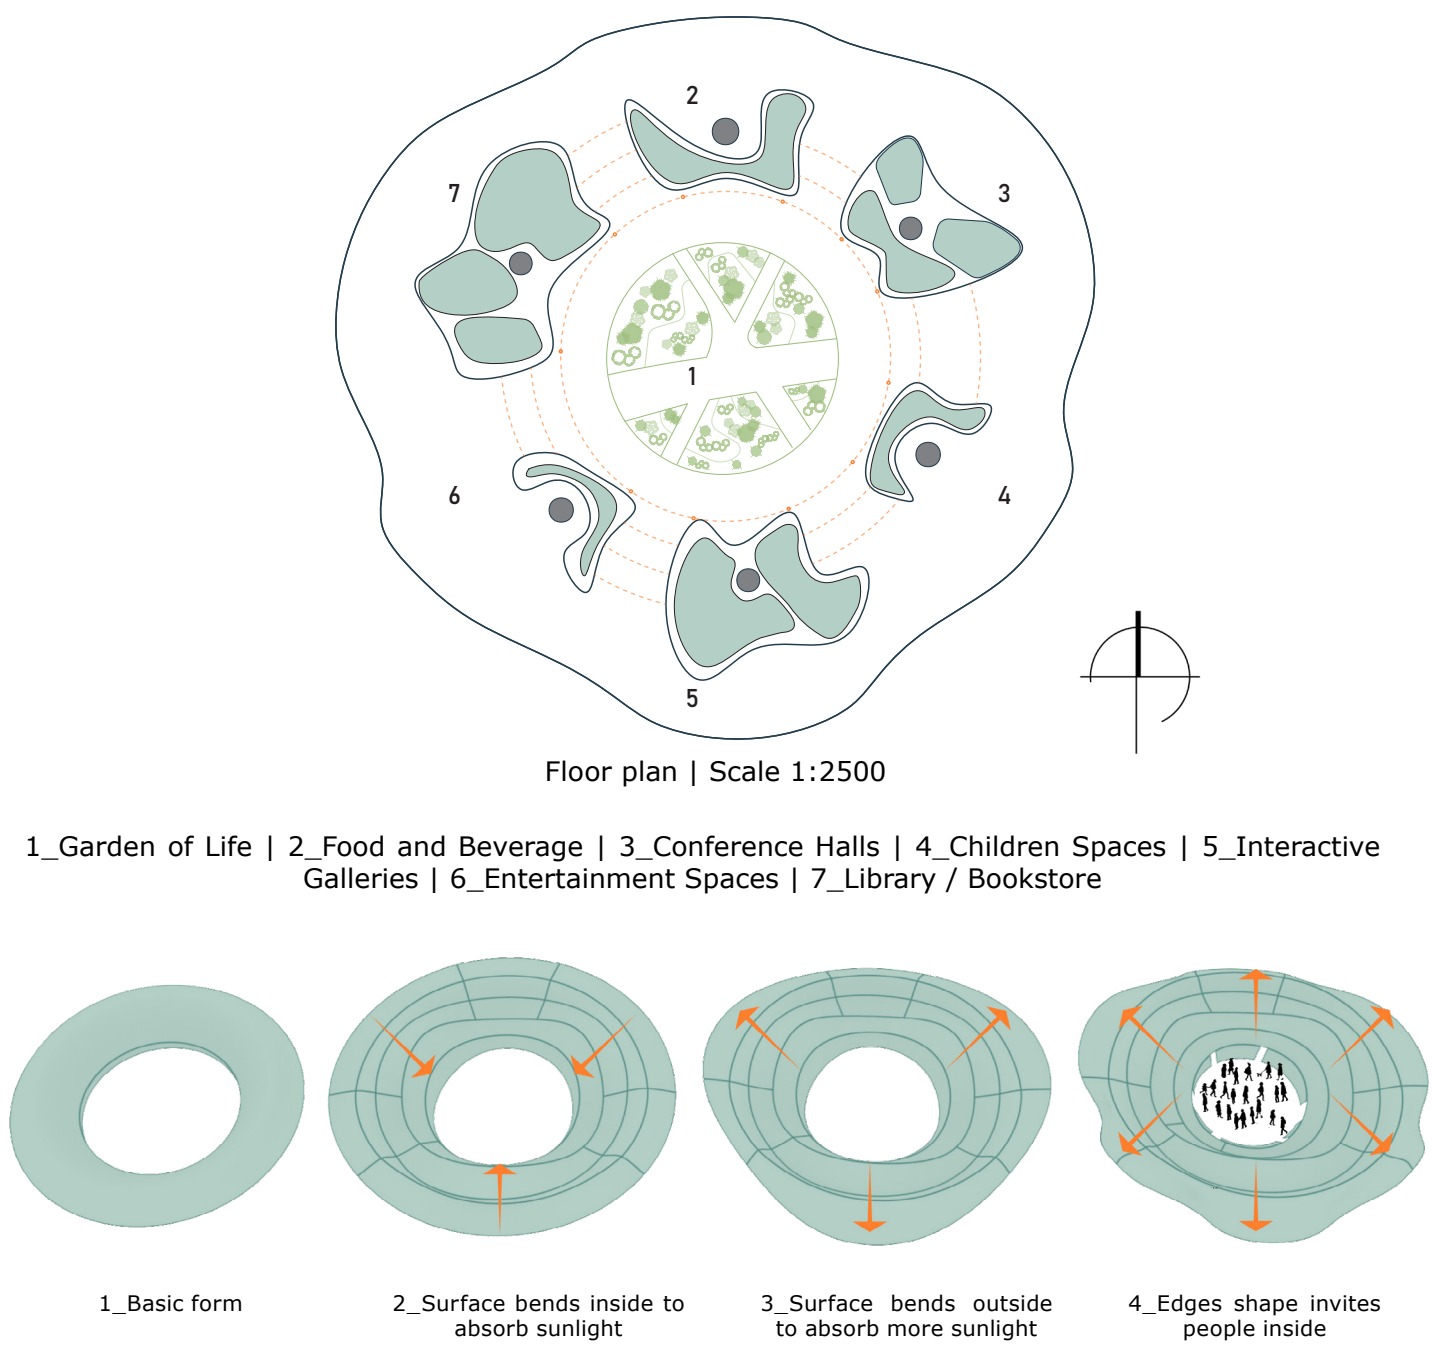 2
7
3
1
6
4
5
Floor plan | Scale 1:2500
1_Garden of Life | 2_Food and Beverage | 3_Conference Halls | 4_Children Spaces | 5_Interactive
Galleries | 6_Entertainment Spaces | 7_Library / Bookstore
1_Basic form
2_Surface bends inside to
absorb sunlight
3_Surface bends outside
to absorb more sunlight
4_Edges shape invites
people inside